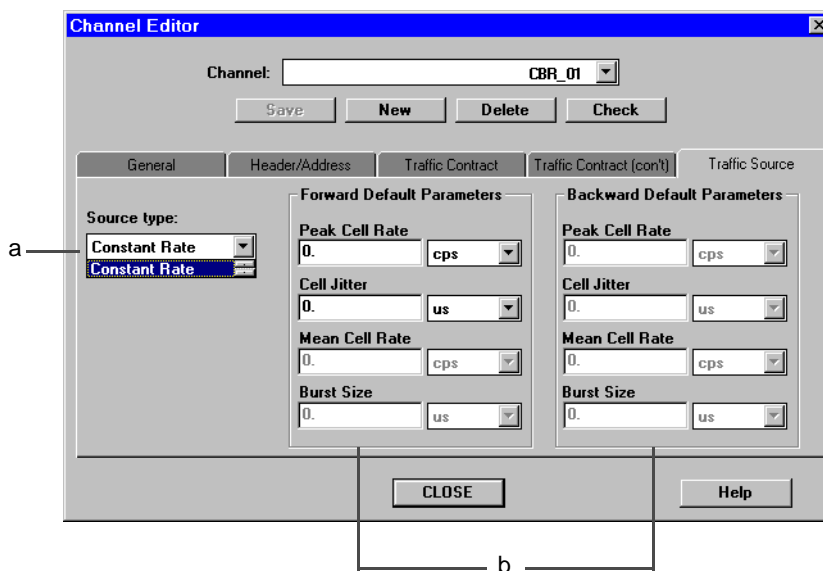 Channel Editor
Channel: CBR_01
Save New Delete Check
General Header/Address Traffic Contract Traffic Contract (con't) Traffic Source
Forward Default Parameters Backward Default Parameters
Source type:
Peak Cell Rate Peak Cell Rate
a Constant Rate 0. cps 0. cps
Constant Rate
Cell Jitter Cell Jitter
0. us 0. us
Mean Cell Rate Mean Cell Rate
0. cps 0. cps
Burst Size Burst Size
0. us 0. us
CLOSE Help
b